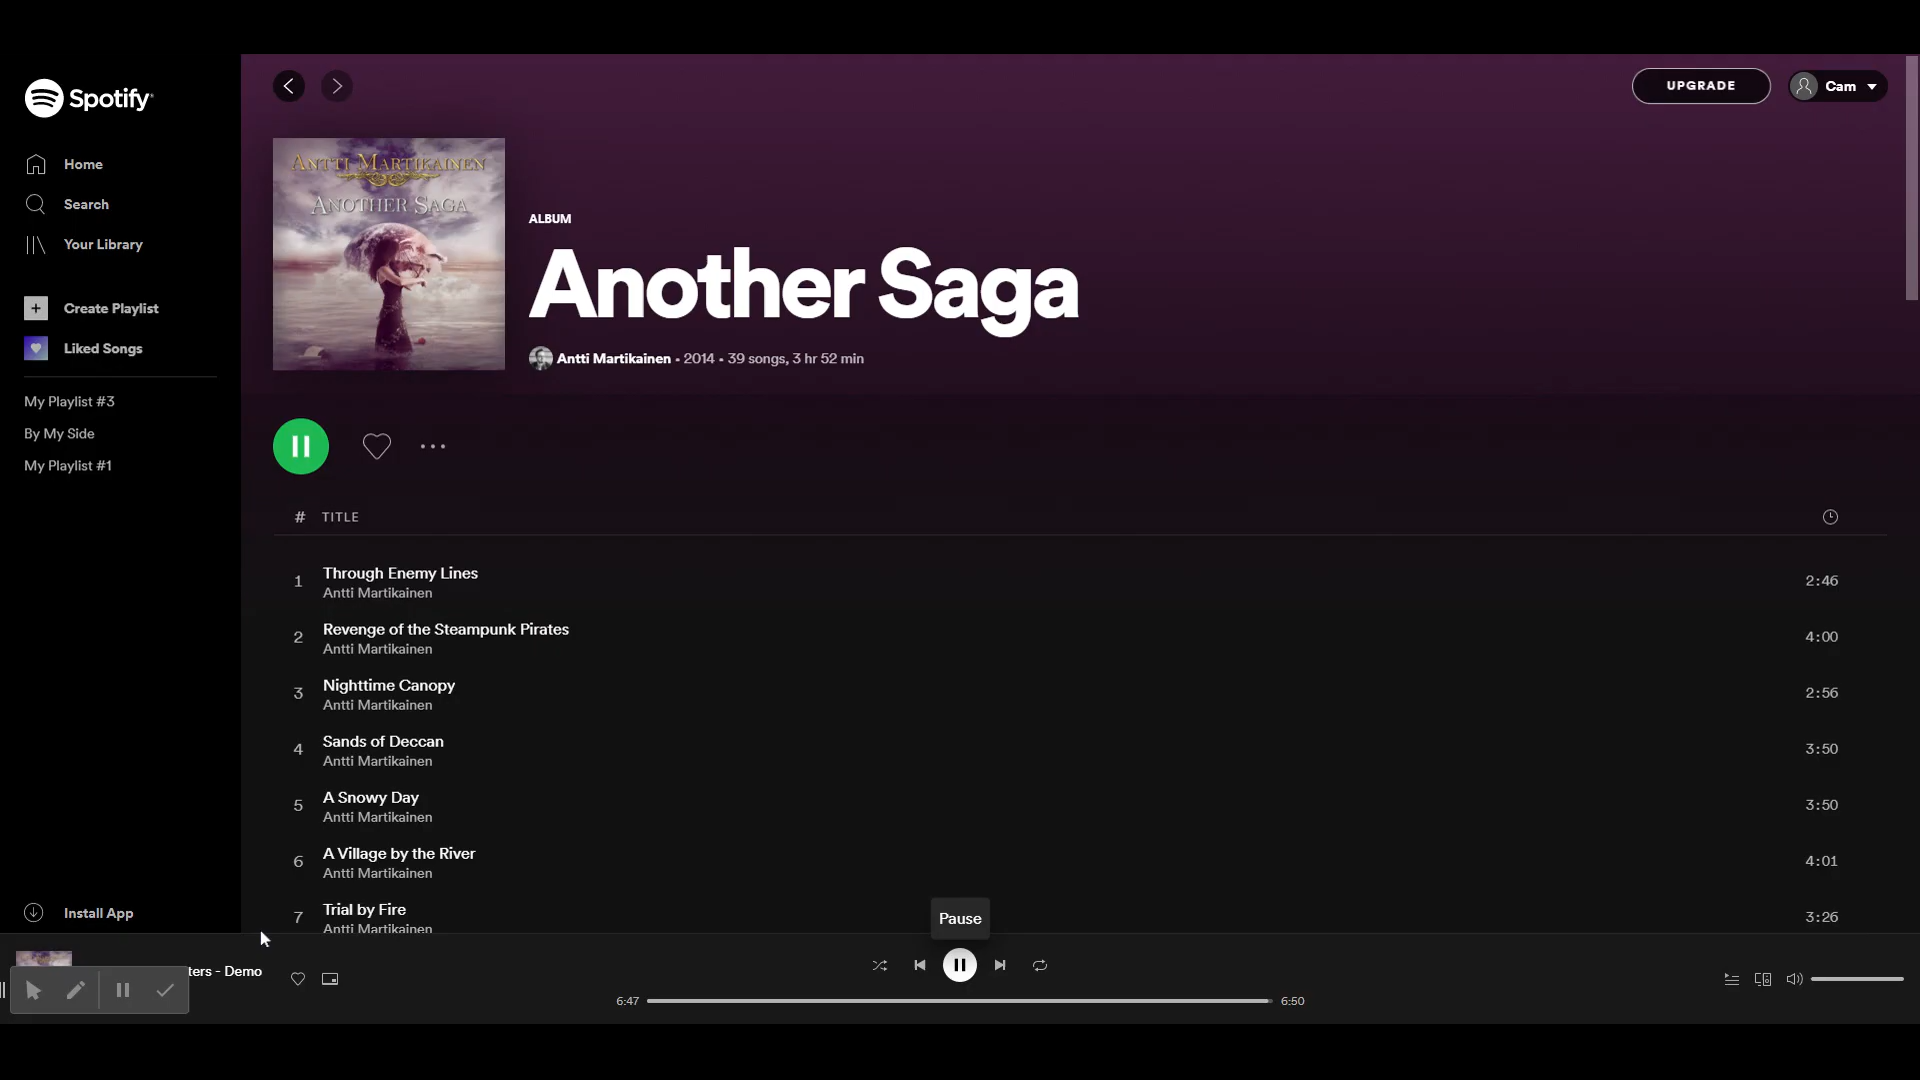 Spotify
Home
Search
Your Library
Create Playlist
Liked Songs
My Playlist #3
By My Side
My Playlist #1
Install App
UPGRADE
Cam
ANTTI MARTIKAINEN
ANOTHER SAGA
ALBUM
Another Saga
Antti Martikainen • 2014 • 39 songs, 3 hr 52 min
# TITLE
1 Through Enemy Lines 2:46
Antti Martikainen
2 Revenge of the Steampunk Pirates 4:00
Antti Martikainen
3 Nighttime Canopy 2:56
Antti Martikainen
4 Sands of Deccan 3:50
Antti Martikainen
5 A Snowy Day 3:50
Antti Martikainen
6 A Village by the River 4:01
Antti Martikainen
7 Trial by Fire 3:26
Antti Martikainen
Pause
- Demo
6:47 6:50